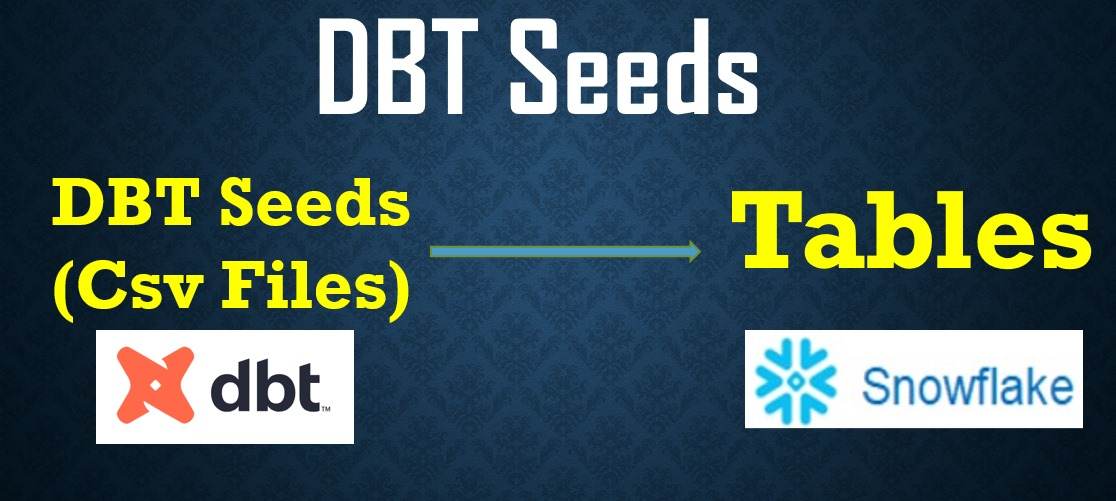 DBT Seeds
DBT Seeds
(Csv Files)
Tables
dbt™
Snowflake